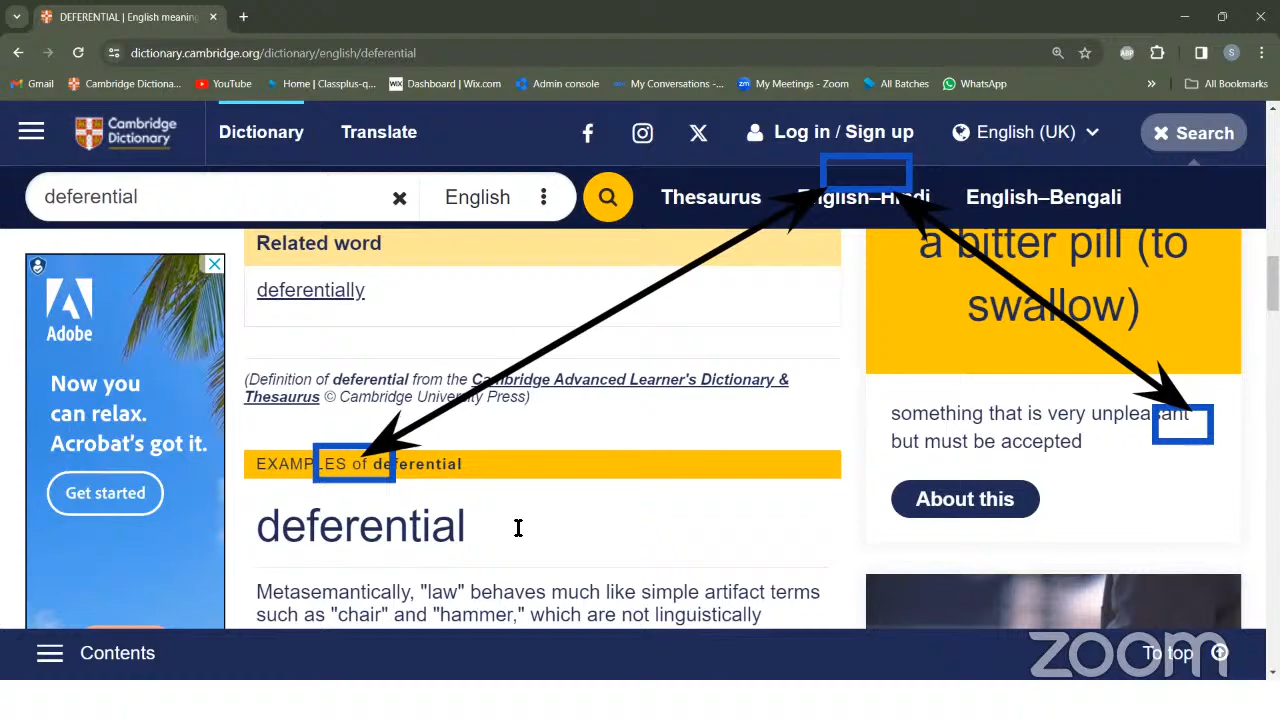 DEFERENTIAL | English meaning
dictionary.cambridge.org/dictionary/english/deferential
ABP
S
Gmail
Cambridge Dictiona...
YouTube
Home | Classplus-q...
WIX
Dashboard | Wix.com
Admin console
My Conversations -...
zm
My Meetings - Zoom
All Batches
WhatsApp
All Bookmarks
Cambridge
Dictionary
Dictionary
Translate
Log in / Sign up
English (UK)
Search
deferential
English
Thesaurus
English–Hindi
English–Bengali
Related word
deferentially
(Definition of deferential from the Cambridge Advanced Learner's Dictionary &
Thesaurus © Cambridge University Press)
EXAMPLES of deferential
deferential
Metasemantically, "law" behaves much like simple artifact terms
such as "chair" and "hammer," which are not linguistically
Adobe
Now you
can relax.
Acrobat's got it.
Get started
a bitter pill (to
swallow)
something that is very unpleasant
but must be accepted
About this
Contents
To top
zoom